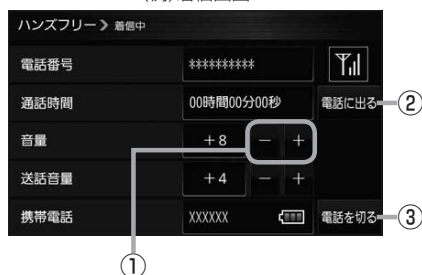 ハンズフリー > 着信中
電話番号 **********
通話時間 00時間00分00秒 電話に出る ②
音量 +8 − +
送話音量 +4 − +
携帯電話 XXXXXX 電話を切る ③
①